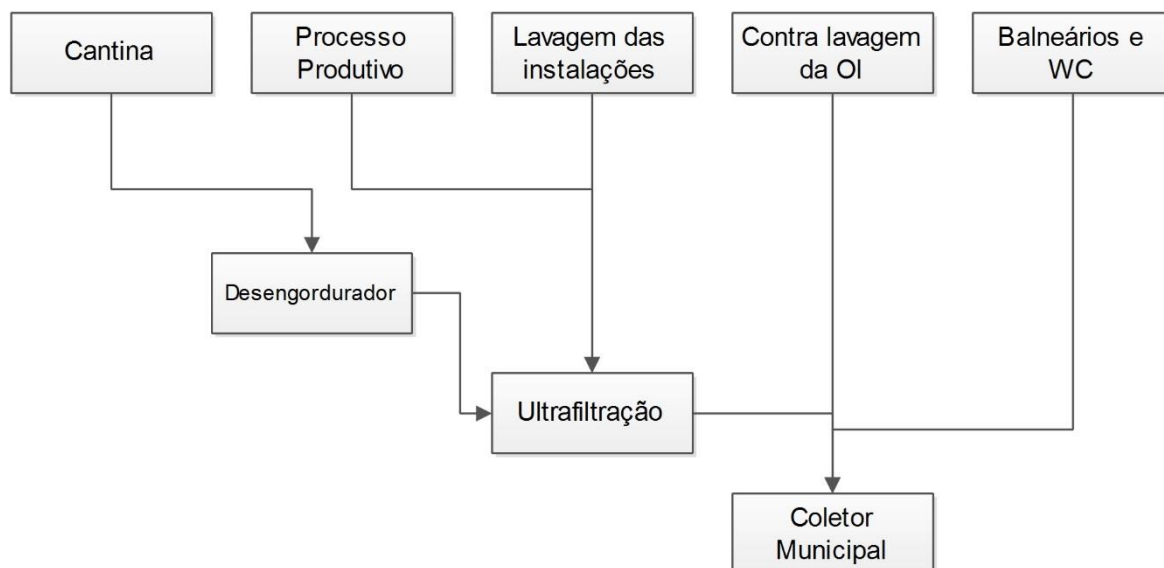 Cantina
Processo
Produtivo
Lavagem das
instalações
Contra lavagem
da OI
Balneários e
WC
Desengordurador
Ultrafiltração
Coletor
Municipal